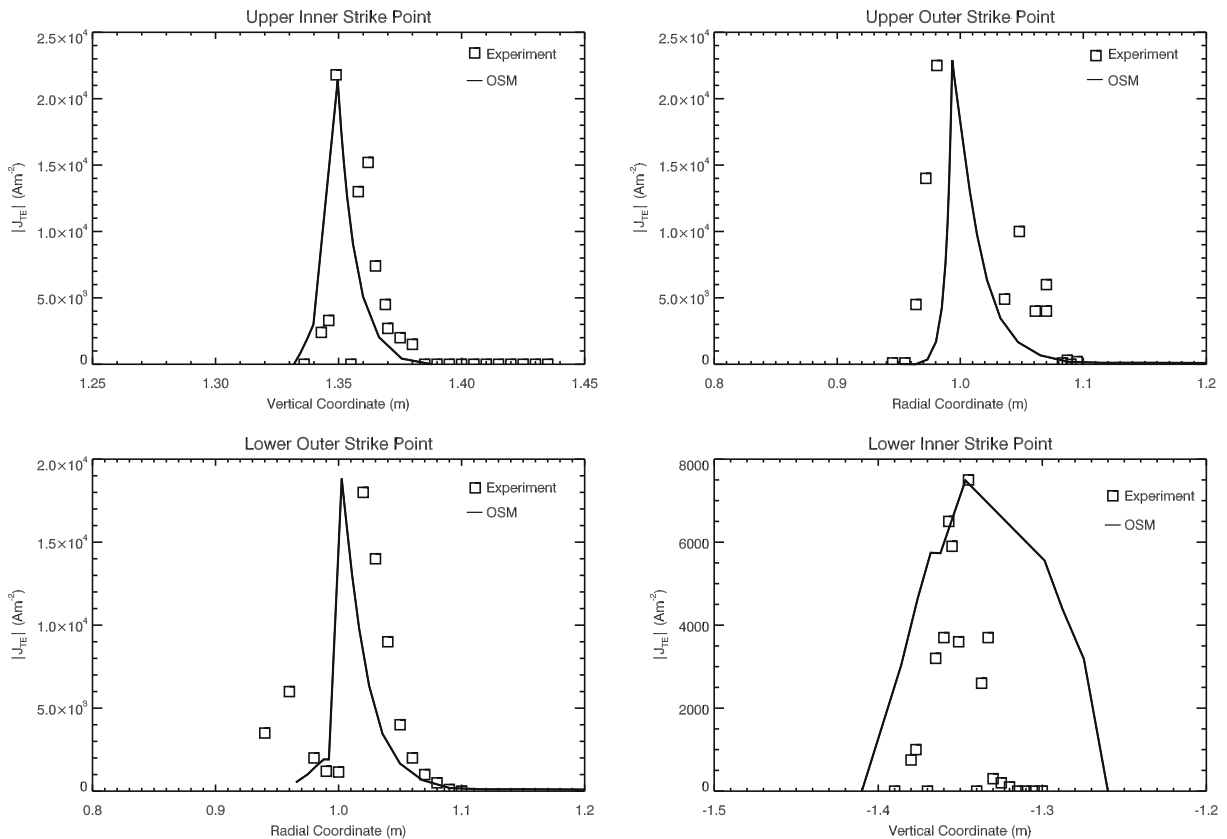 Upper Inner Strike Point
2.5×10⁴
2.0×10⁴
1.5×10⁴
1.0×10⁴
5.0×10³
0
|J_TE| (Am⁻²)
Experiment
OSM
1.25 1.30 1.35 1.40 1.45
Vertical Coordinate (m)
Upper Outer Strike Point
2.5×10⁴
2.0×10⁴
1.5×10⁴
1.0×10⁴
5.0×10³
0
|J_TE| (Am⁻²)
Experiment
OSM
0.8 0.9 1.0 1.1 1.2
Radial Coordinate (m)
Lower Outer Strike Point
2.0×10⁴
1.5×10⁴
1.0×10⁴
5.0×10³
0
|J_TE| (Am⁻²)
Experiment
OSM
0.8 0.9 1.0 1.1 1.2
Radial Coordinate (m)
Lower Inner Strike Point
8000
6000
4000
2000
0
|J_TE| (Am⁻²)
Experiment
OSM
-1.5 -1.4 -1.3 -1.2
Vertical Coordinate (m)